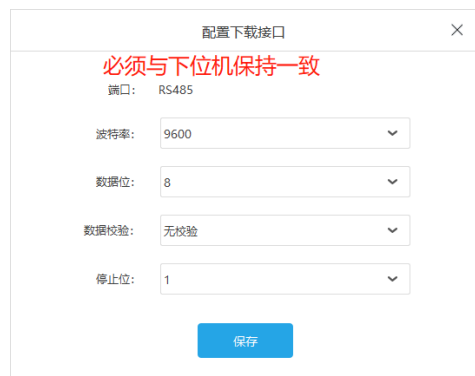 配置下载接口
必须与下位机保持一致
端口： RS485
波特率： 9600
数据位： 8
数据校验： 无校验
停止位： 1
保存